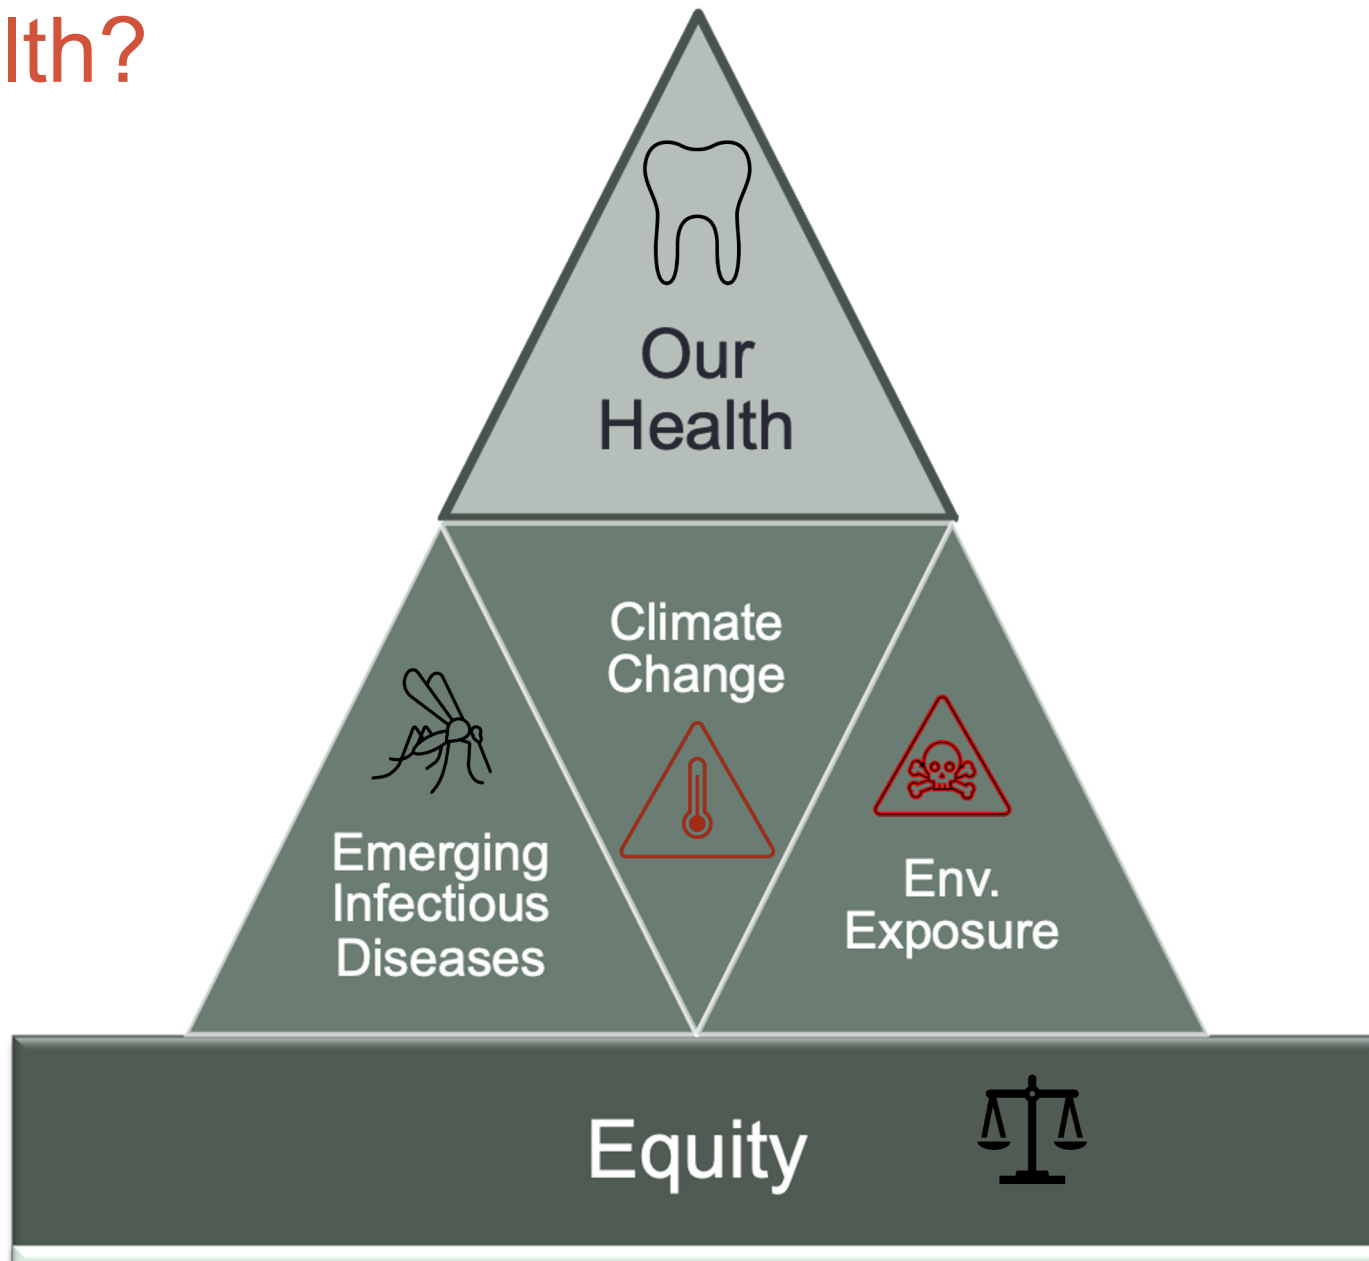 lth?
Our
Health
Climate
Change
Emerging
Infectious
Diseases
Env.
Exposure
Equity